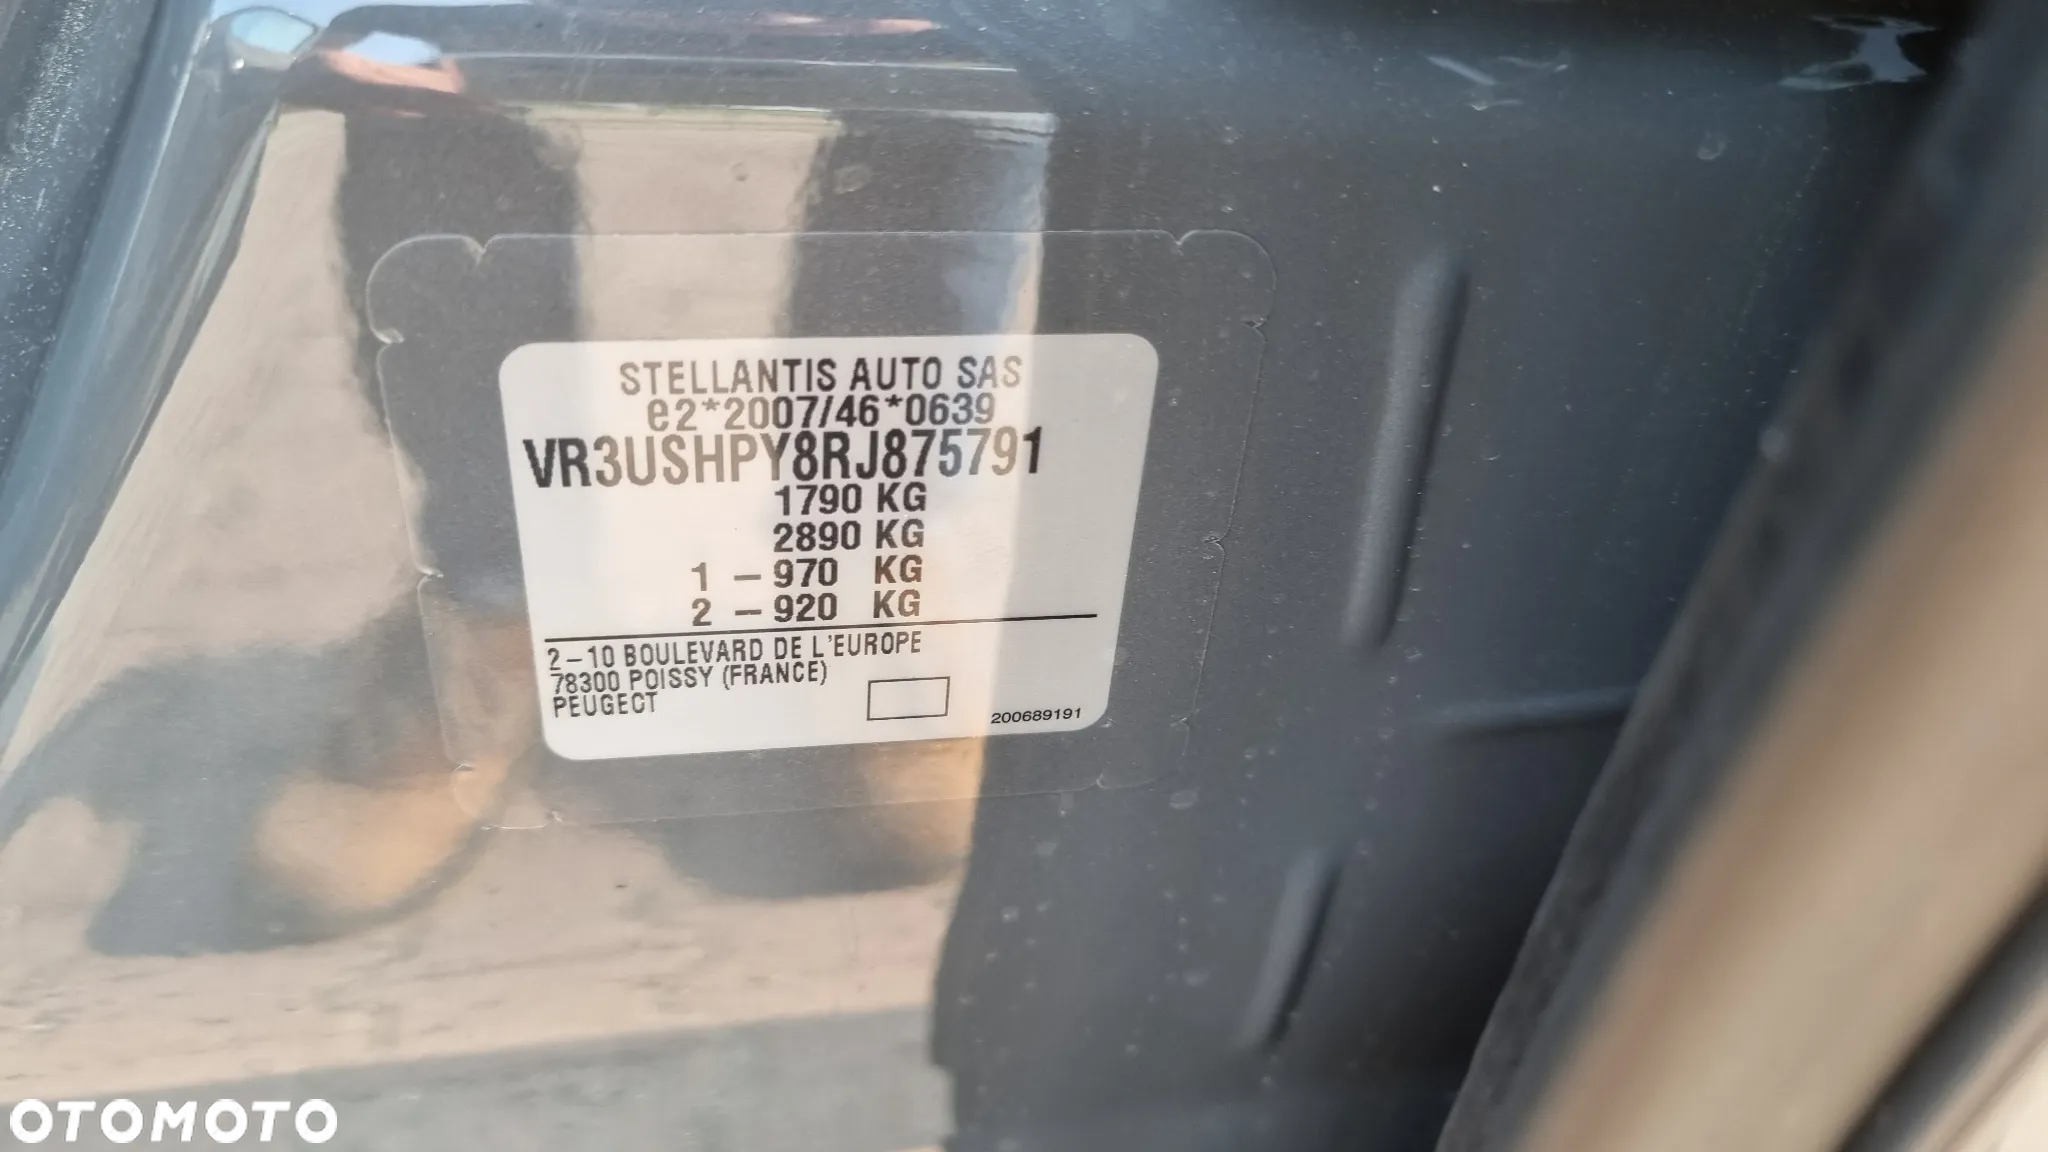 STELLANTIS AUTO SAS
e2*2007/46*0639
VR3USHPY8RJ875791
1790 KG
2890 KG
1 – 970 KG
2 – 920 KG
2–10 BOULEVARD DE L'EUROPE
78300 POISSY (FRANCE)
PEUGEOT
200689191
OTOMOTO